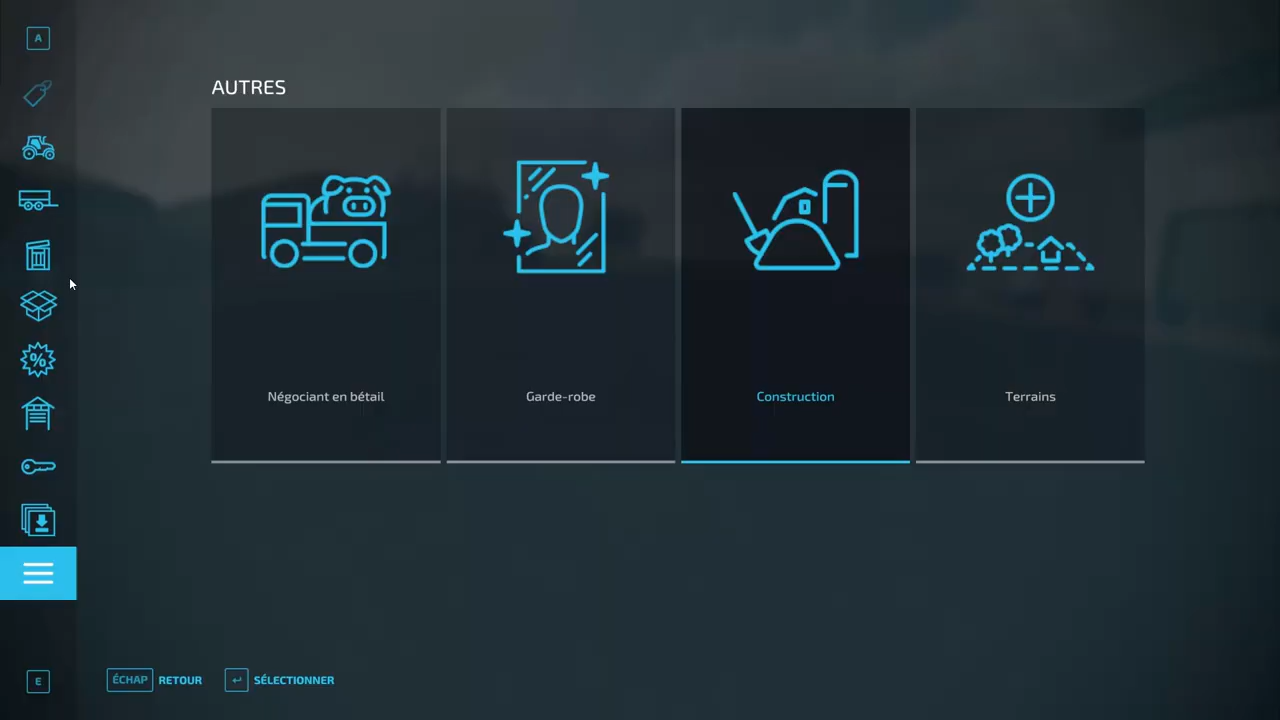 A
AUTRES
%
Négociant en bétail
Garde-robe
Construction
Terrains
E
ÉCHAP RETOUR
↵ SÉLECTIONNER